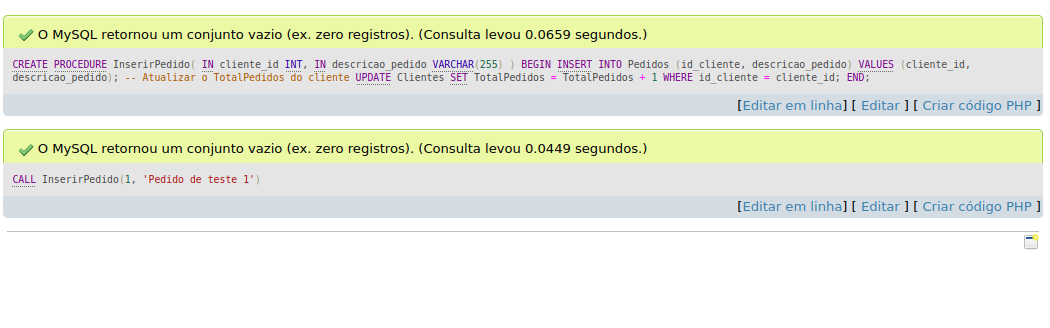 O MySQL retornou um conjunto vazio (ex. zero registros). (Consulta levou 0.0659 segundos.)
CREATE PROCEDURE InserirPedido( IN cliente_id INT, IN descricao_pedido VARCHAR(255) ) BEGIN INSERT INTO Pedidos (id_cliente, descricao_pedido) VALUES (cliente_id,
descricao_pedido); -- Atualizar o TotalPedidos do cliente UPDATE Clientes SET TotalPedidos = TotalPedidos + 1 WHERE id_cliente = cliente_id; END;
[Editar em linha] [ Editar ] [ Criar código PHP ]
O MySQL retornou um conjunto vazio (ex. zero registros). (Consulta levou 0.0449 segundos.)
CALL InserirPedido(1, 'Pedido de teste 1')
[Editar em linha] [ Editar ] [ Criar código PHP ]